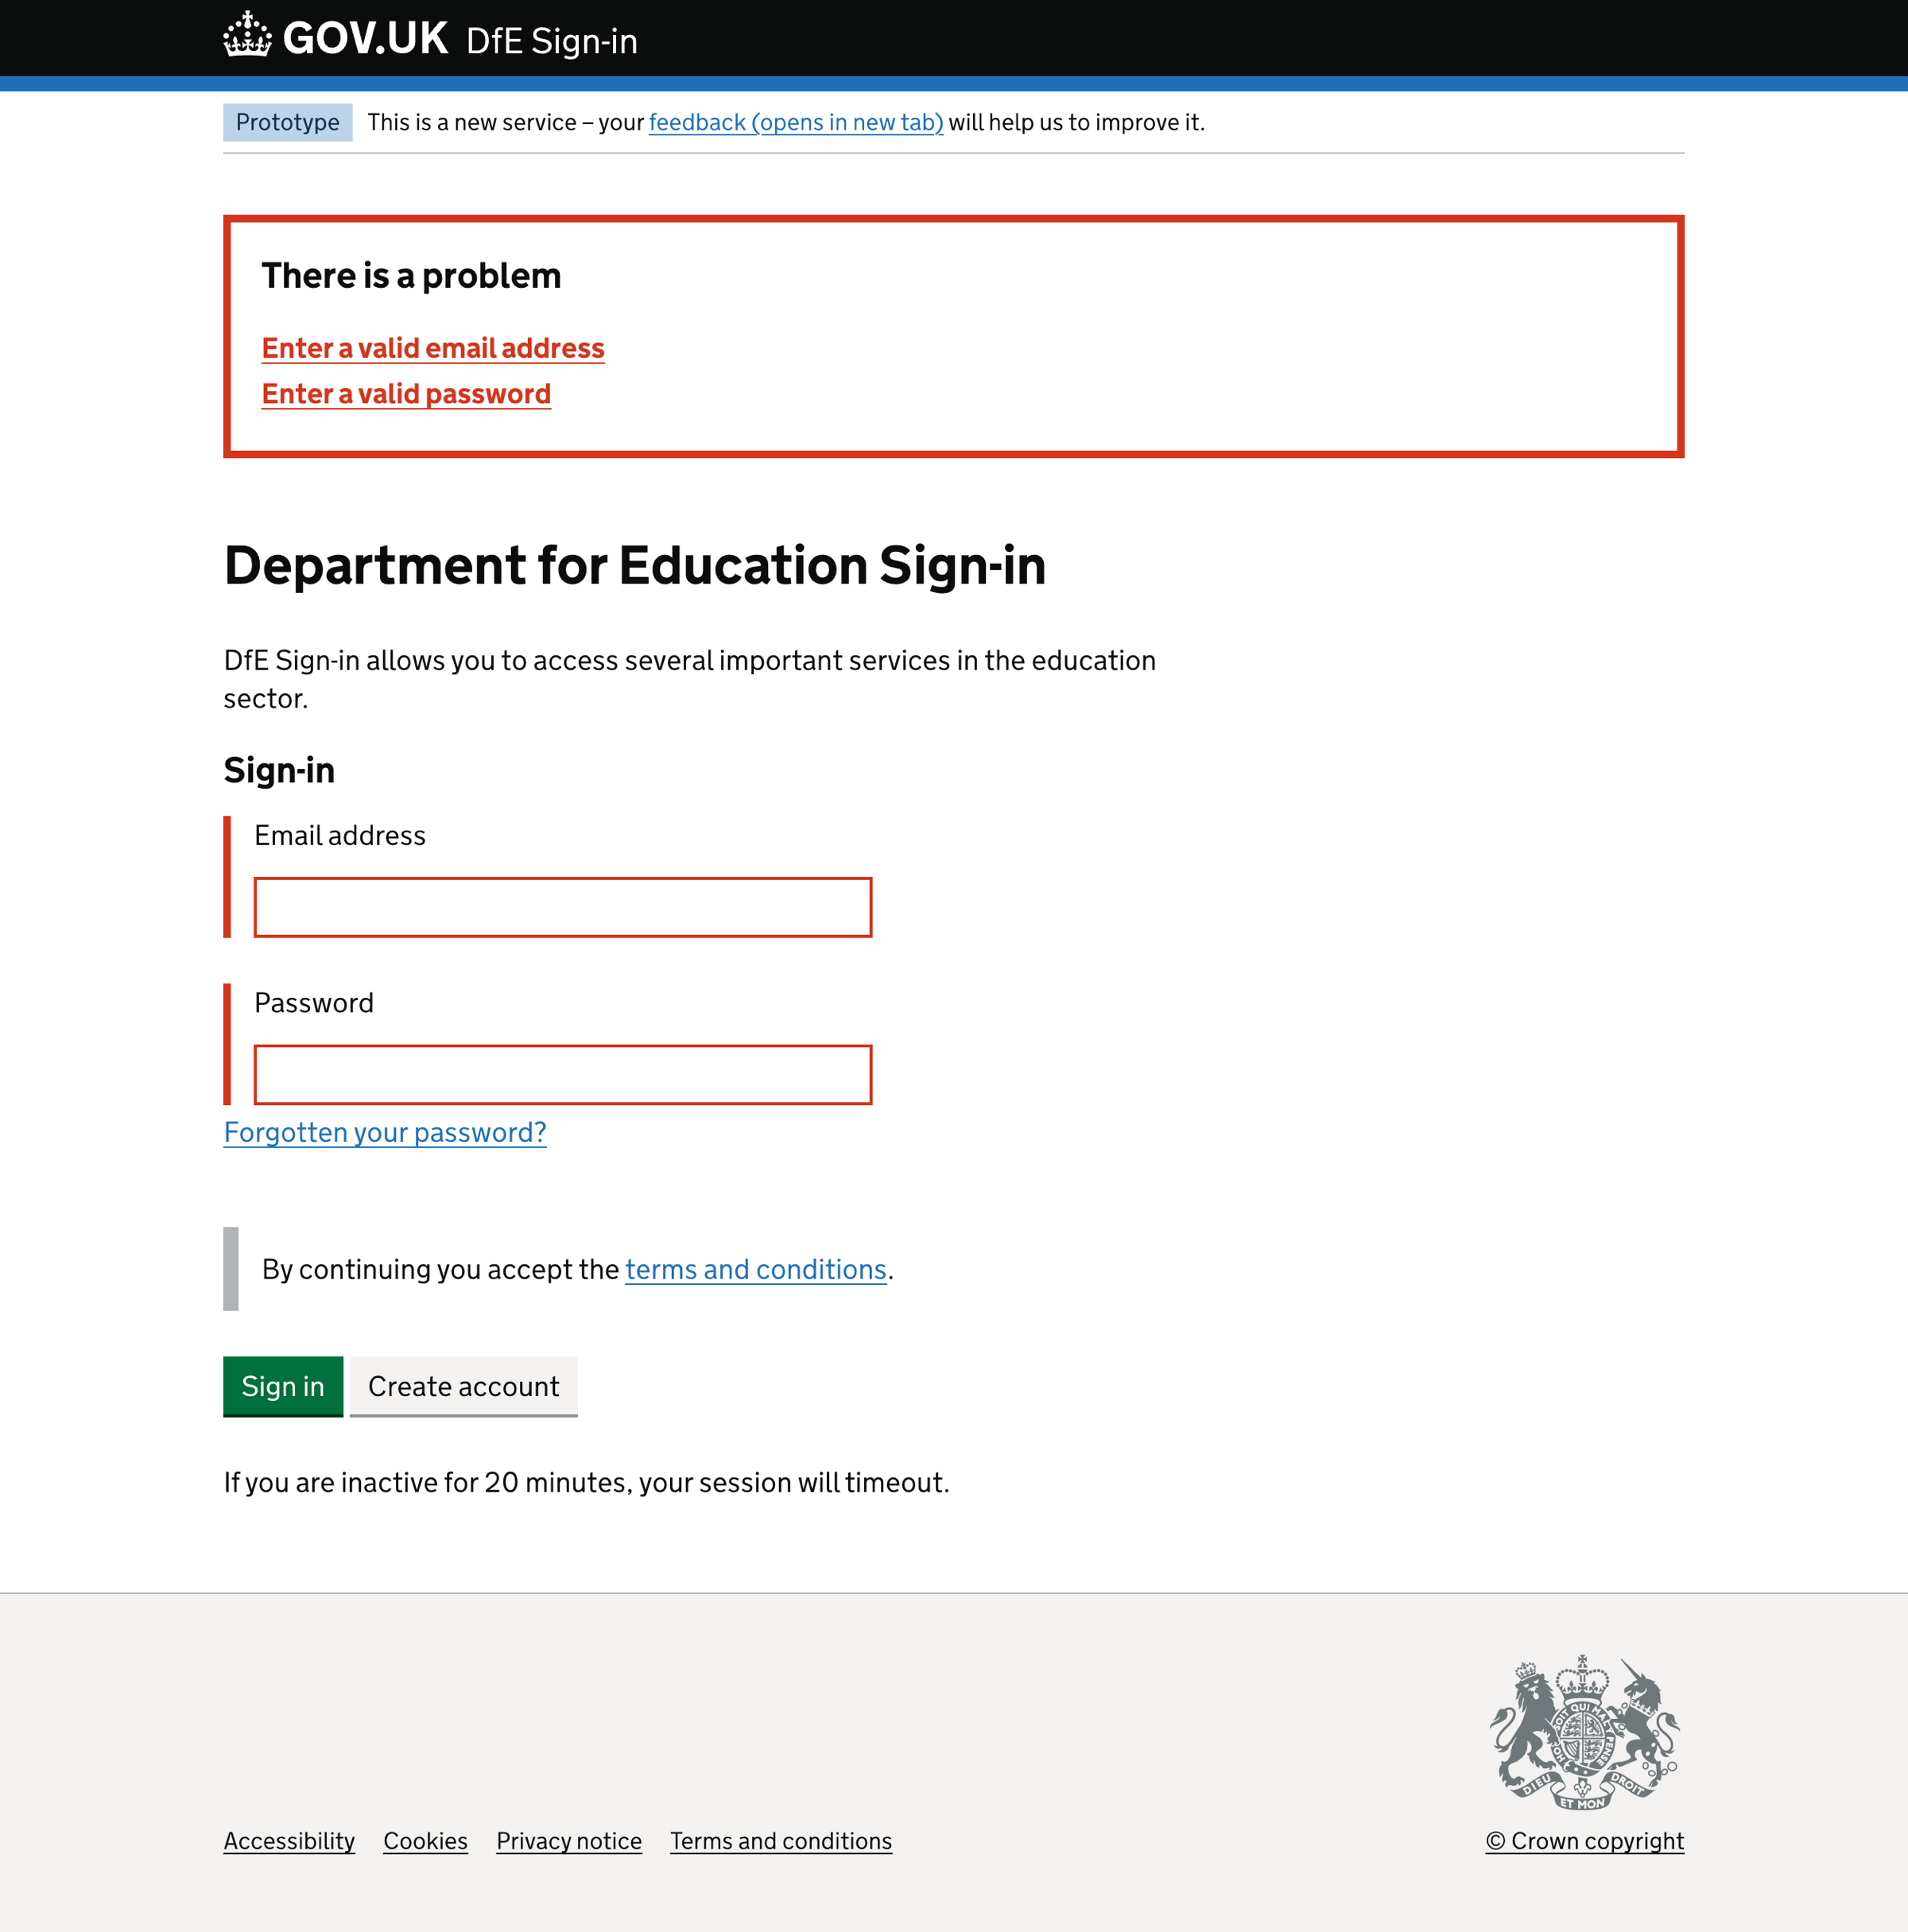 GOV.UK DfE Sign-in
Prototype This is a new service – your feedback (opens in new tab) will help us to improve it.
There is a problem
Enter a valid email address
Enter a valid password
Department for Education Sign-in
DfE Sign-in allows you to access several important services in the education
sector.
Sign-in
Email address
Password
Forgotten your password?
By continuing you accept the terms and conditions.
Sign in Create account
If you are inactive for 20 minutes, your session will timeout.
SOIT QUI MAL Y PENSE HONI
DIEU ET MON DROIT
Accessibility Cookies Privacy notice Terms and conditions © Crown copyright